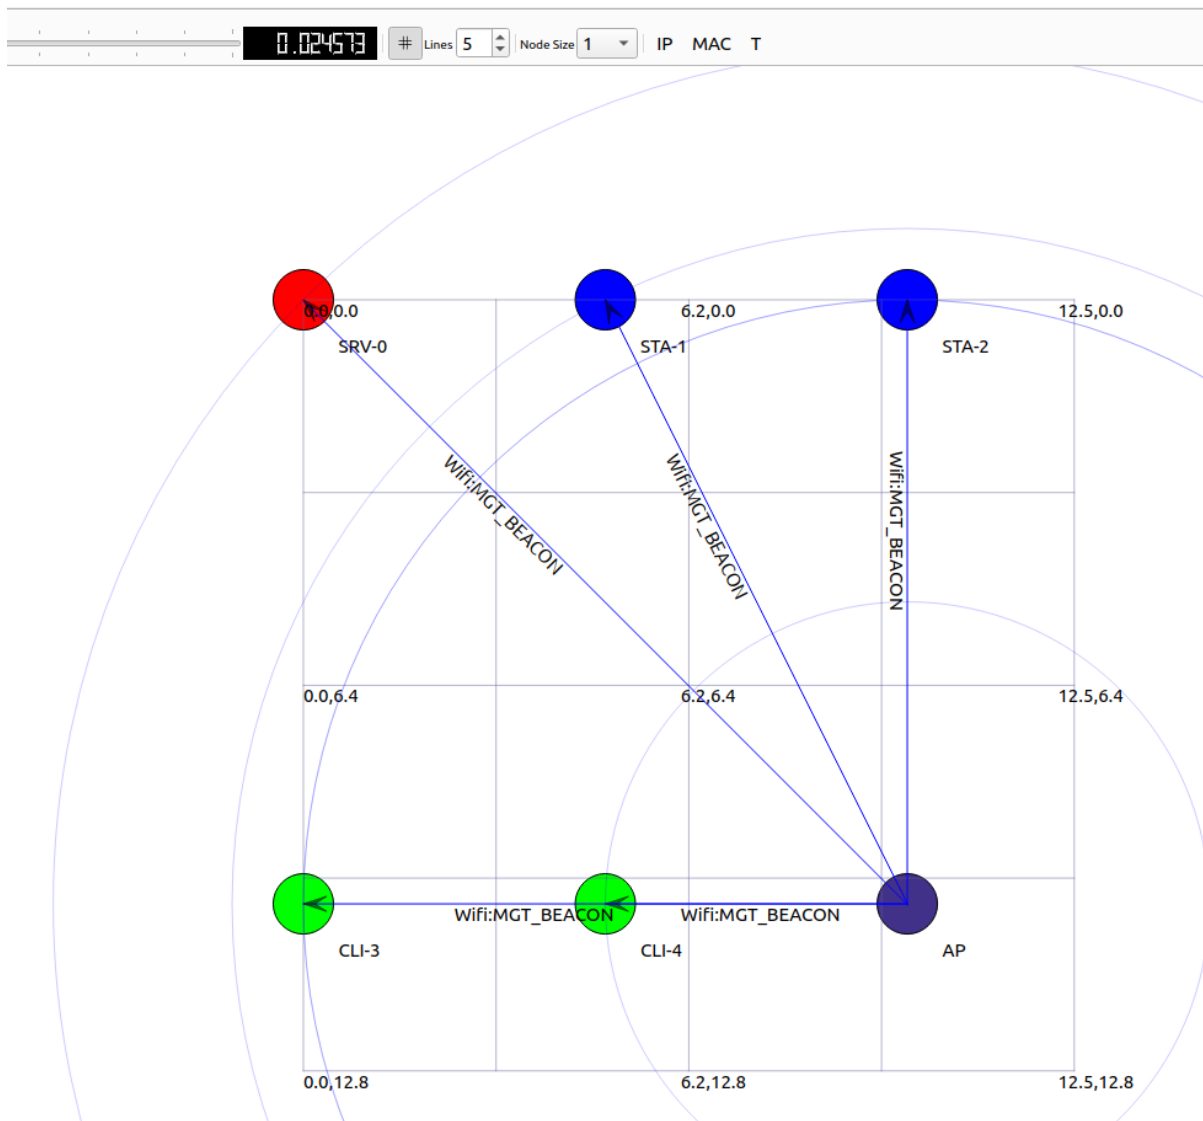 0.024573 # Lines 5 Node Size 1 IP MAC T
0.0,0.0 6.2,0.0 12.5,0.0
SRV-0 STA-1 STA-2
Wifi:MGT_BEACON
Wifi:MGT_BEACON
Wifi:MGT_BEACON
0.0,6.4 6.2,6.4 12.5,6.4
Wifi:MGT_BEACON Wifi:MGT_BEACON
CLI-3 CLI-4 AP
0.0,12.8 6.2,12.8 12.5,12.8